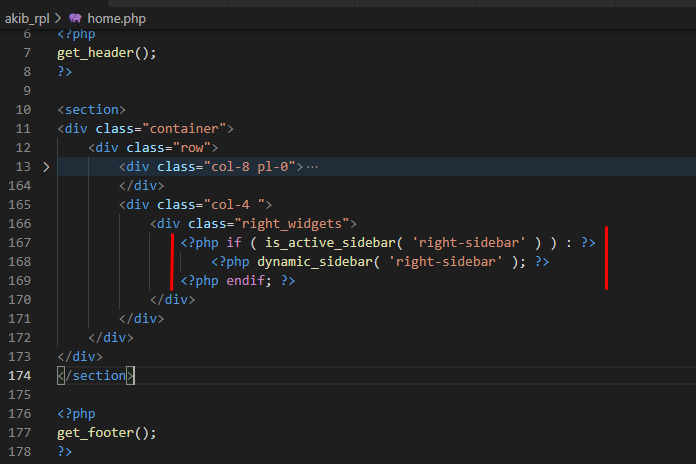 akib_rpl > home.php
6 <?php
7 get_header();
8 ?>
9
10 <section>
11 <div class="container">
12 <div class="row">
13 <div class="col-8 pl-0">…
164 </div>
165 <div class="col-4 ">
166 <div class="right_widgets">
167 <?php if ( is_active_sidebar( 'right-sidebar' ) ) : ?>
168 <?php dynamic_sidebar( 'right-sidebar' ); ?>
169 <?php endif; ?>
170 </div>
171 </div>
172 </div>
173 </div>
174 </section>
175
176 <?php
177 get_footer();
178 ?>